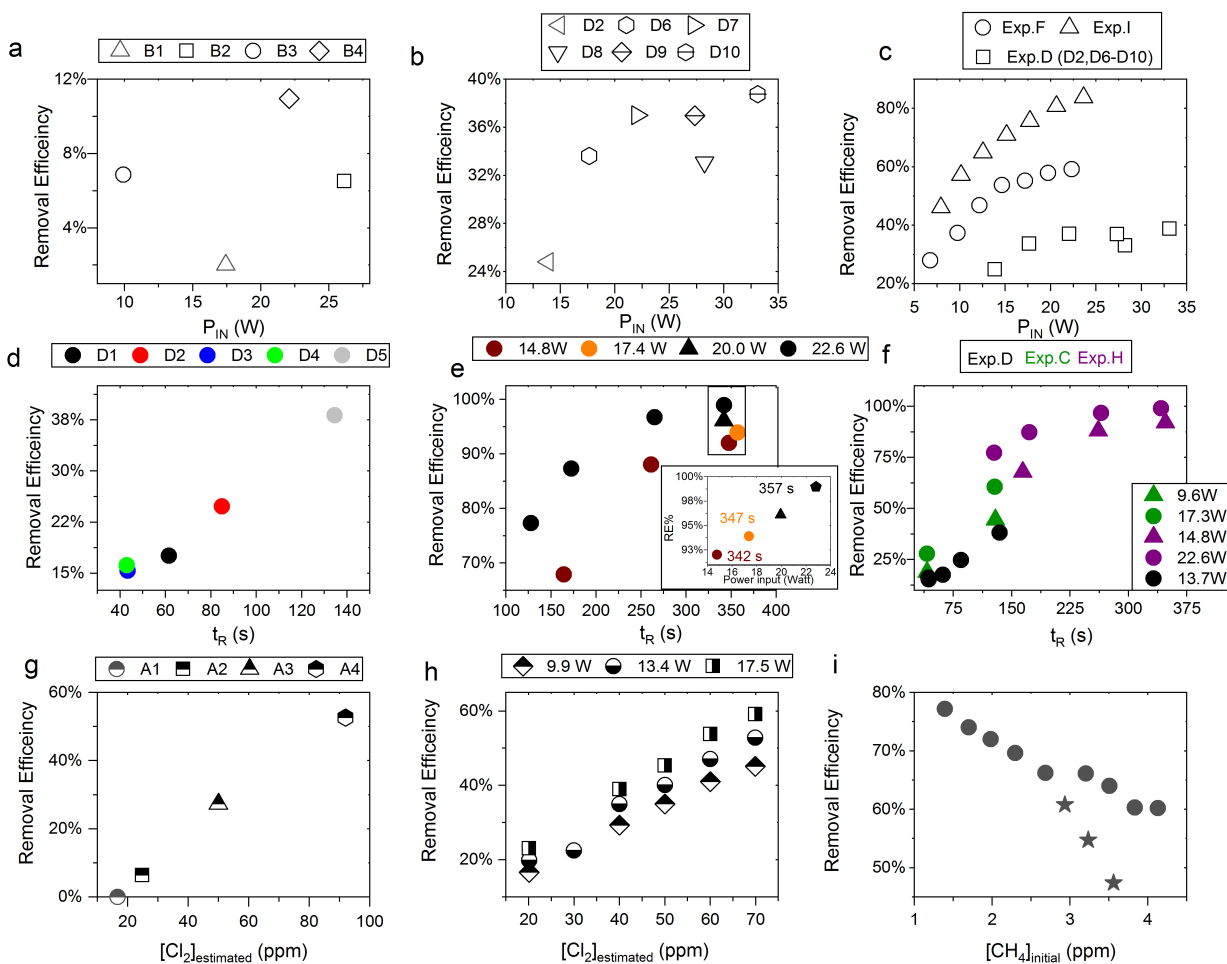 a
B1 B2 B3 B4
12%
8%
4%
10 15 20 25
Removal Efficeincy
P_IN (W)
b
D2 D6 D7
D8 D9 D10
40%
36%
32%
28%
24%
10 15 20 25 30 35
Removal Efficeincy
P_IN (W)
c
Exp.F Exp.I
Exp.D (D2,D6-D10)
80%
60%
40%
20%
5 10 15 20 25 30 35
Removal Efficeincy
P_IN (W)
d
D1 D2 D3 D4 D5
38%
30%
22%
15%
40 60 80 100 120 140
Removal Efficeincy
t_R (s)
e
14.8W 17.4 W 20.0 W 22.6 W
100%
90%
80%
70%
100 150 200 250 300 350 400
Removal Efficeincy
t_R (s)
100%
98%
95%
93%
RE%
357 s
347 s
342 s
14 16 18 20 22 24
Power input (Watt)
f
Exp.D Exp.C Exp.H
100%
75%
50%
25%
75 150 225 300 375
Removal Efficeincy
t_R (s)
9.6W
17.3W
14.8W
22.6W
13.7W
g
A1 A2 A3 A4
60%
40%
20%
0%
20 40 60 80 100
Removal Efficeincy
[Cl₂]estimated (ppm)
h
9.9 W 13.4 W 17.5 W
60%
40%
20%
20 30 40 50 60 70
Removal Efficeincy
[Cl₂]estimated (ppm)
i
80%
70%
60%
50%
1 2 3 4
Removal Efficeincy
[CH₄]initial (ppm)